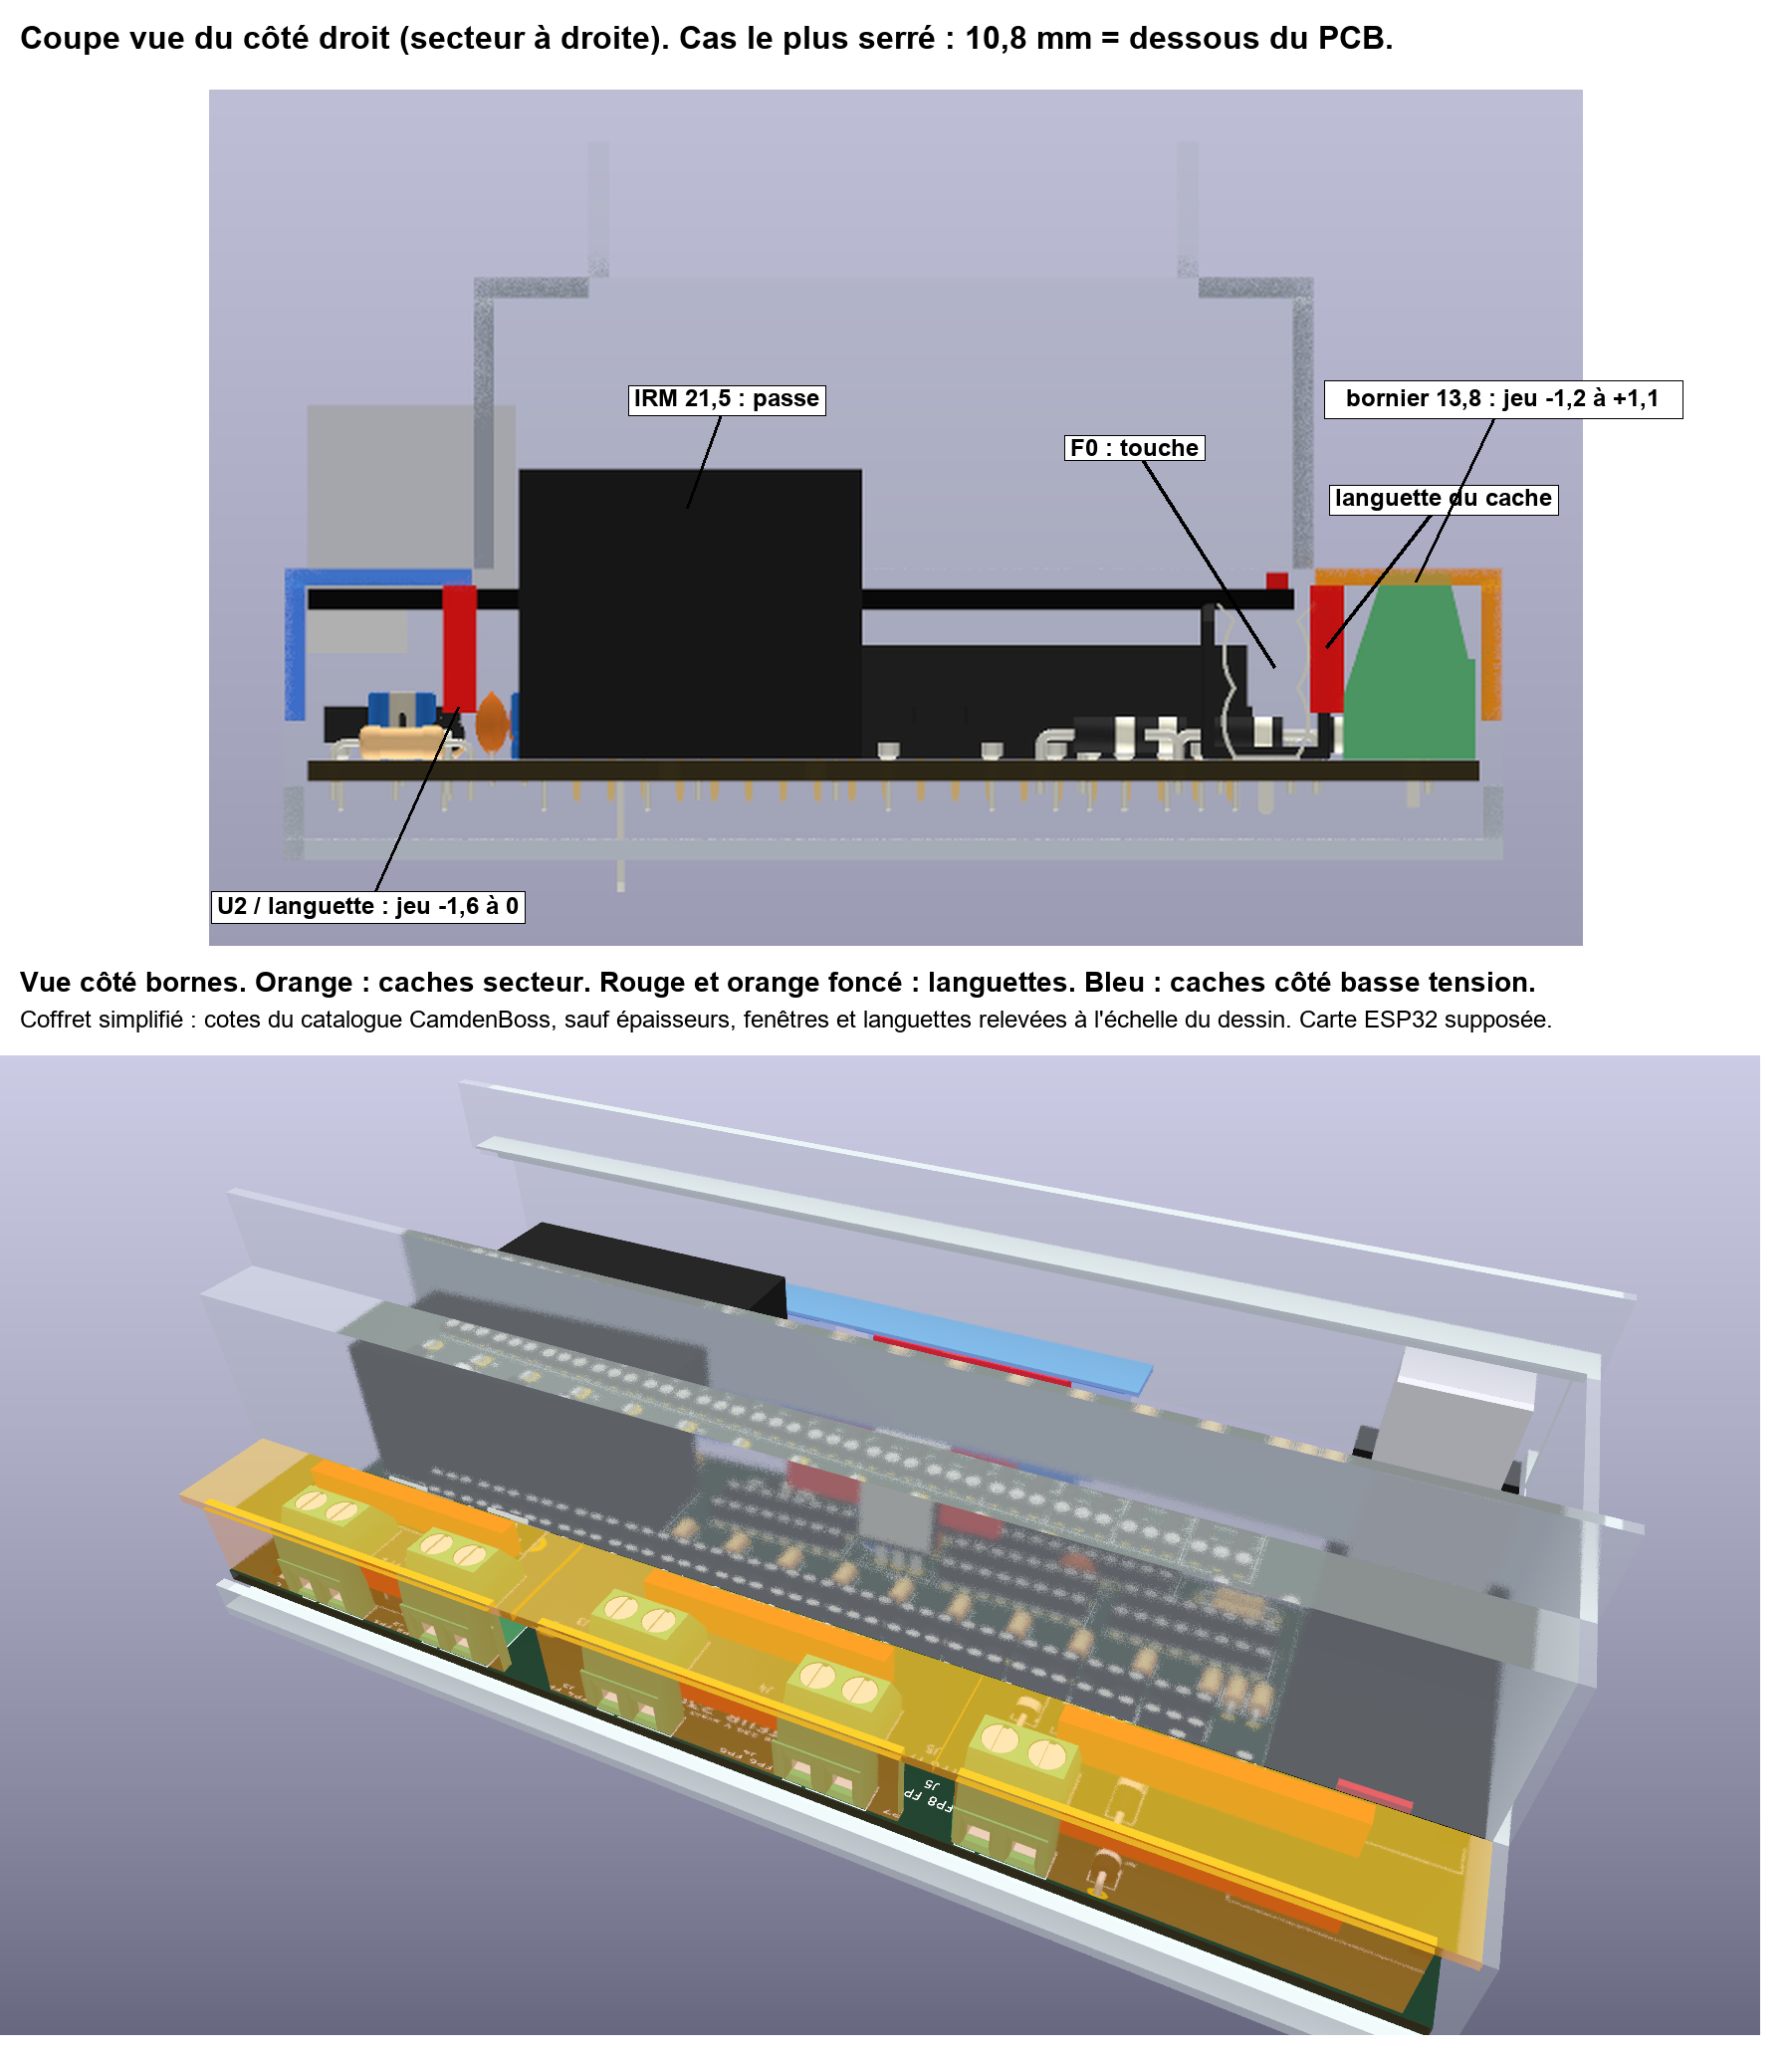 Coupe vue du côté droit (secteur à droite). Cas le plus serré : 10,8 mm = dessous du PCB.
IRM 21,5 : passe
bornier 13,8 : jeu -1,2 à +1,1
F0 : touche
languette du cache
U2 / languette : jeu -1,6 à 0
Vue côté bornes. Orange : caches secteur. Rouge et orange foncé : languettes. Bleu : caches côté basse tension.
Coffret simplifié : cotes du catalogue CamdenBoss, sauf épaisseurs, fenêtres et languettes relevées à l'échelle du dessin. Carte ESP32 supposée.
J3
J4
J5
J5
FP8 FP